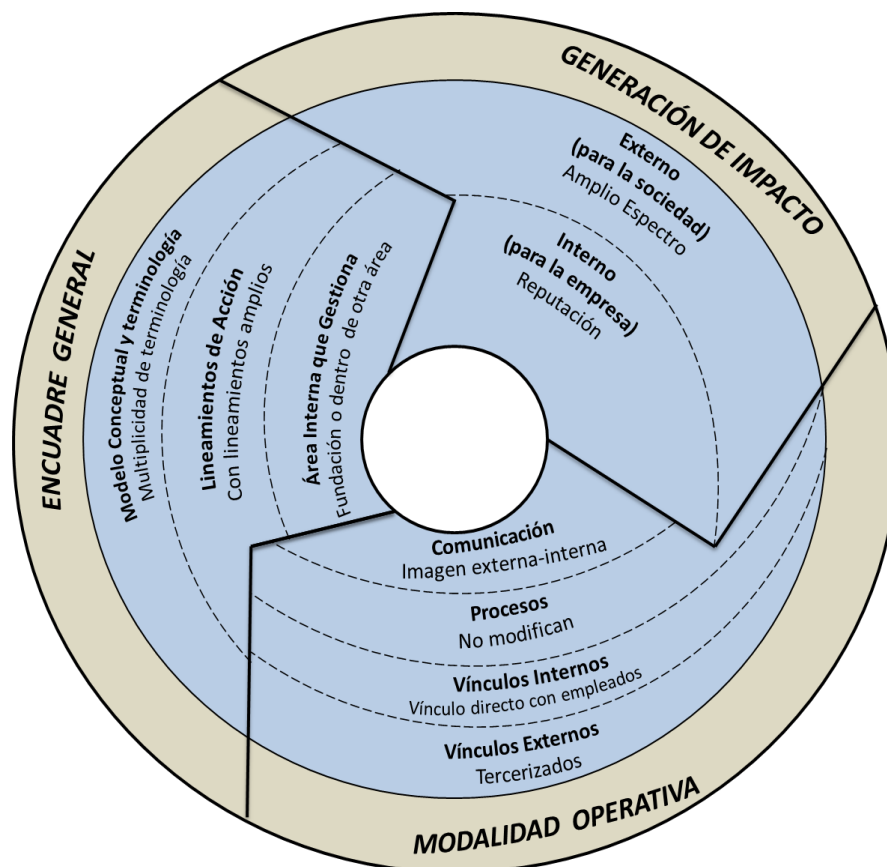 GENERACIÓN DE IMPACTO
Externo
(para la sociedad)
Amplio Espectro
Interno
(para la empresa)
Reputación
ENCUADRE GENERAL
Modelo Conceptual y terminología
Multiplicidad de terminología
Lineamientos de Acción
Con lineamientos amplios
Área Interna que Gestiona
Fundación o dentro de otra área
Comunicación
Imagen externa-interna
Procesos
No modifican
Vínculos Internos
Vínculo directo con empleados
Vínculos Externos
Tercerizados
MODALIDAD OPERATIVA